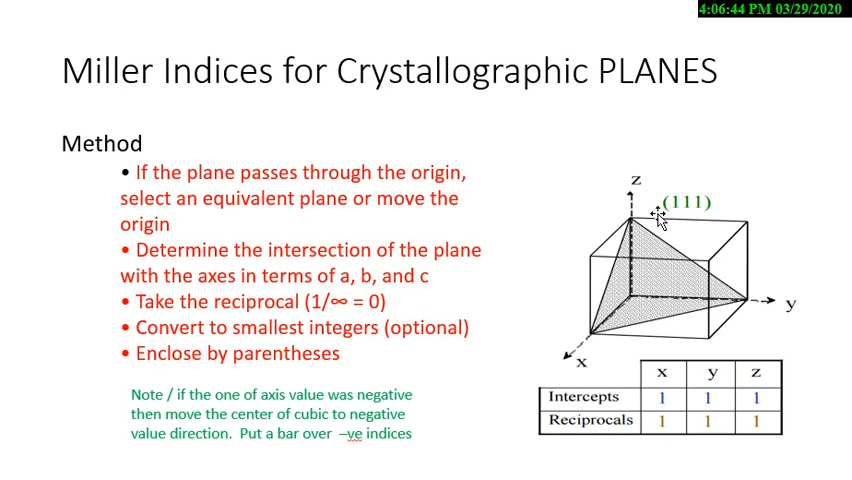 4:06:44 PM 03/29/2020
Miller Indices for Crystallographic PLANES
Method
• If the plane passes through the origin,
select an equivalent plane or move the
origin
• Determine the intersection of the plane
with the axes in terms of a, b, and c
• Take the reciprocal (1/∞ = 0)
• Convert to smallest integers (optional)
• Enclose by parentheses
Note / if the one of axis value was negative
then move the center of cubic to negative
value direction. Put a bar over –ve indices
z
(111)
y
x
x y z
Intercepts 1 1 1
Reciprocals 1 1 1